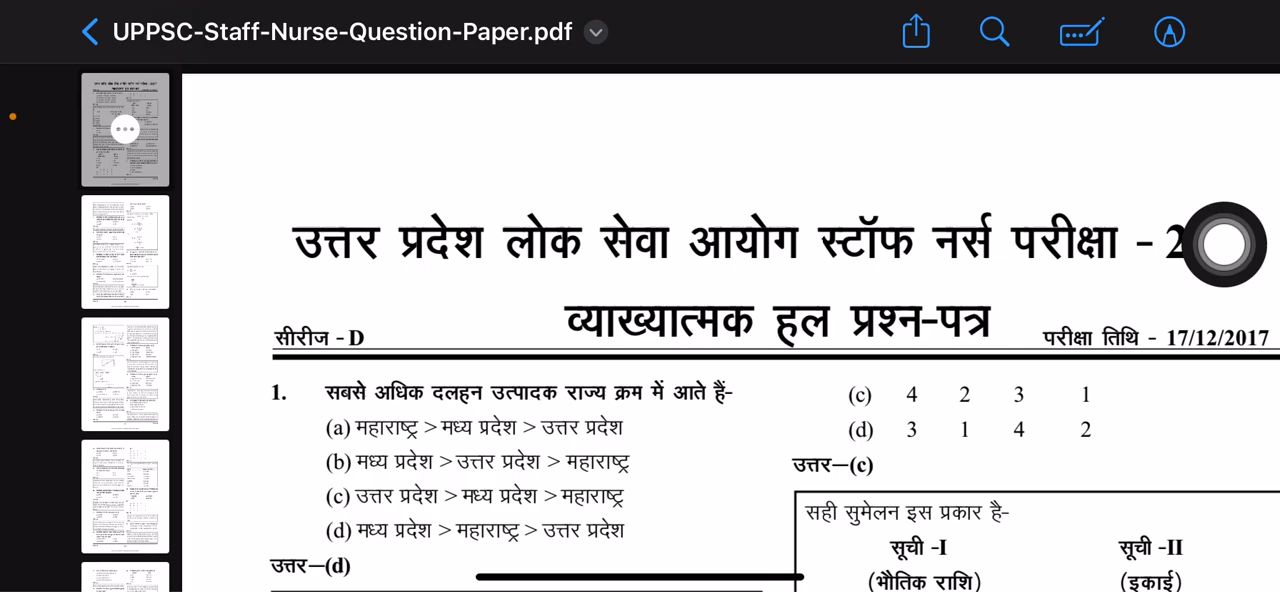 UPPSC-Staff-Nurse-Question-Paper.pdf
उत्तर प्रदेश लोक सेवा आयोग स्टॉफ नर्स परीक्षा - 2
व्याख्यात्मक हल प्रश्न-पत्र
सीरीज -D
परीक्षा तिथि - 17/12/2017
1. सबसे अधिक दलहन उत्पादक राज्य क्रम में आते हैं-
(a) महाराष्ट्र > मध्य प्रदेश > उत्तर प्रदेश
(b) मध्य प्रदेश > उत्तर प्रदेश > महाराष्ट्र
(c) उत्तर प्रदेश > मध्य प्रदेश > महाराष्ट्र
(d) मध्य प्रदेश > महाराष्ट्र > उत्तर प्रदेश
उत्तर–(d)
(c) 4 2 3 1
(d) 3 1 4 2
उत्तर–(c)
सही सुमेलन इस प्रकार है-
सूची -I सूची -II
(भौतिक राशि) (इकाई)